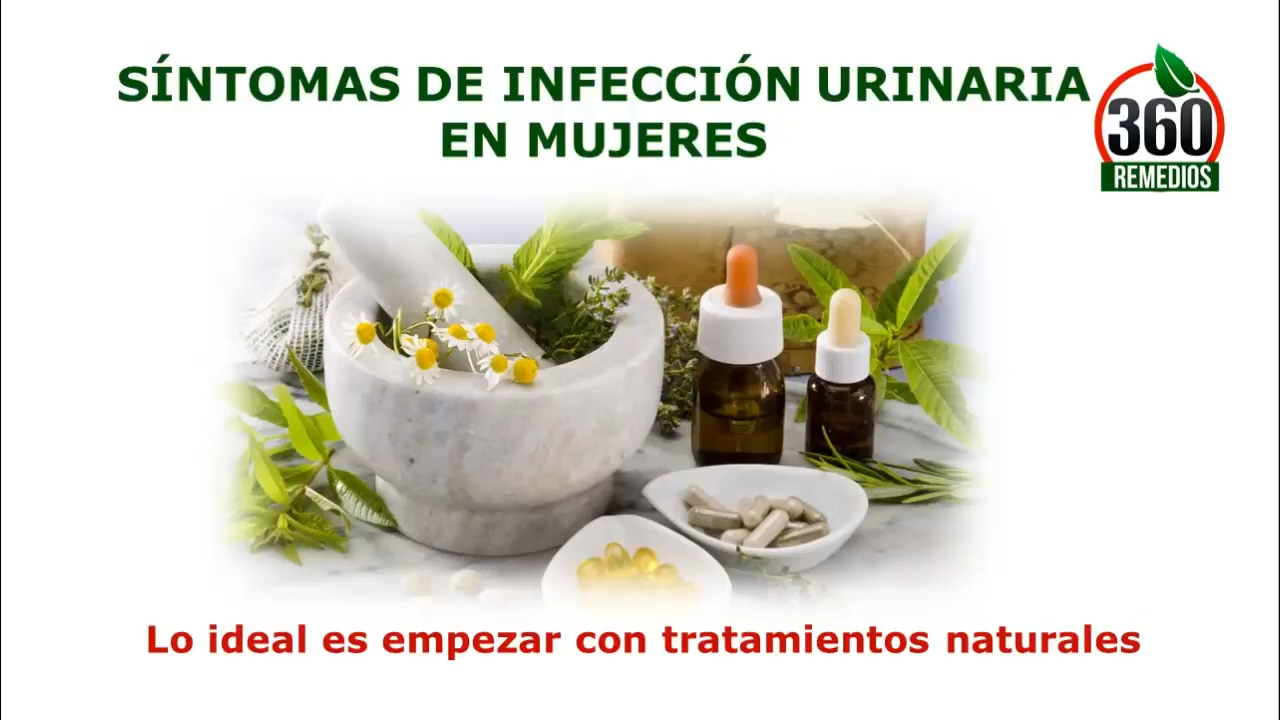 SÍNTOMAS DE INFECCIÓN URINARIA
EN MUJERES
360
REMEDIOS
Lo ideal es empezar con tratamientos naturales